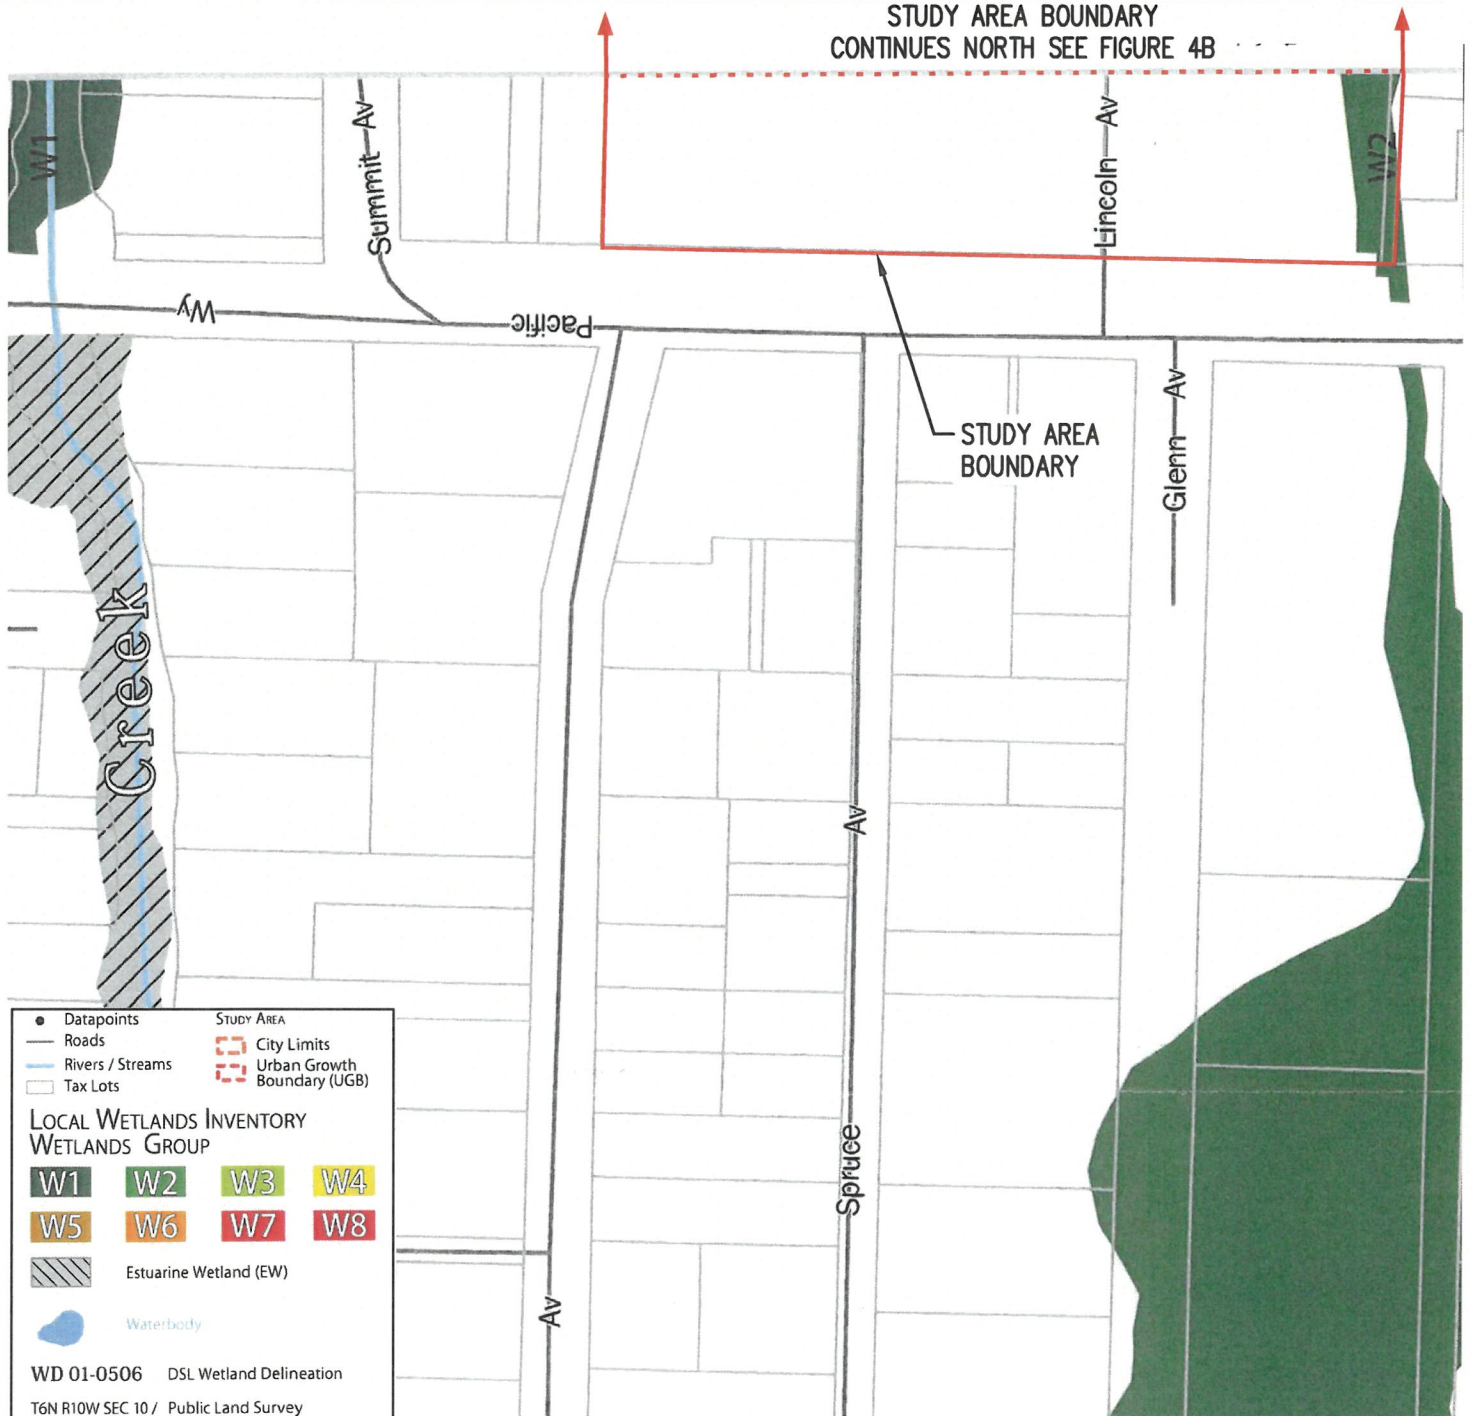 STUDY AREA BOUNDARY
CONTINUES NORTH SEE FIGURE 4B
W1
Summit Av
Lincoln Av
W2
Wy
Pacific
STUDY AREA
BOUNDARY
Glenn Av
Creek
Av
Spruce
Av
Datapoints
Roads
Rivers / Streams
Tax Lots
STUDY AREA
City Limits
Urban Growth
Boundary (UGB)
LOCAL WETLANDS INVENTORY
WETLANDS GROUP
W1 W2 W3 W4
W5 W6 W7 W8
Estuarine Wetland (EW)
Waterbody
WD 01-0506 DSL Wetland Delineation
T6N R10W SEC 10 / Public Land Survey